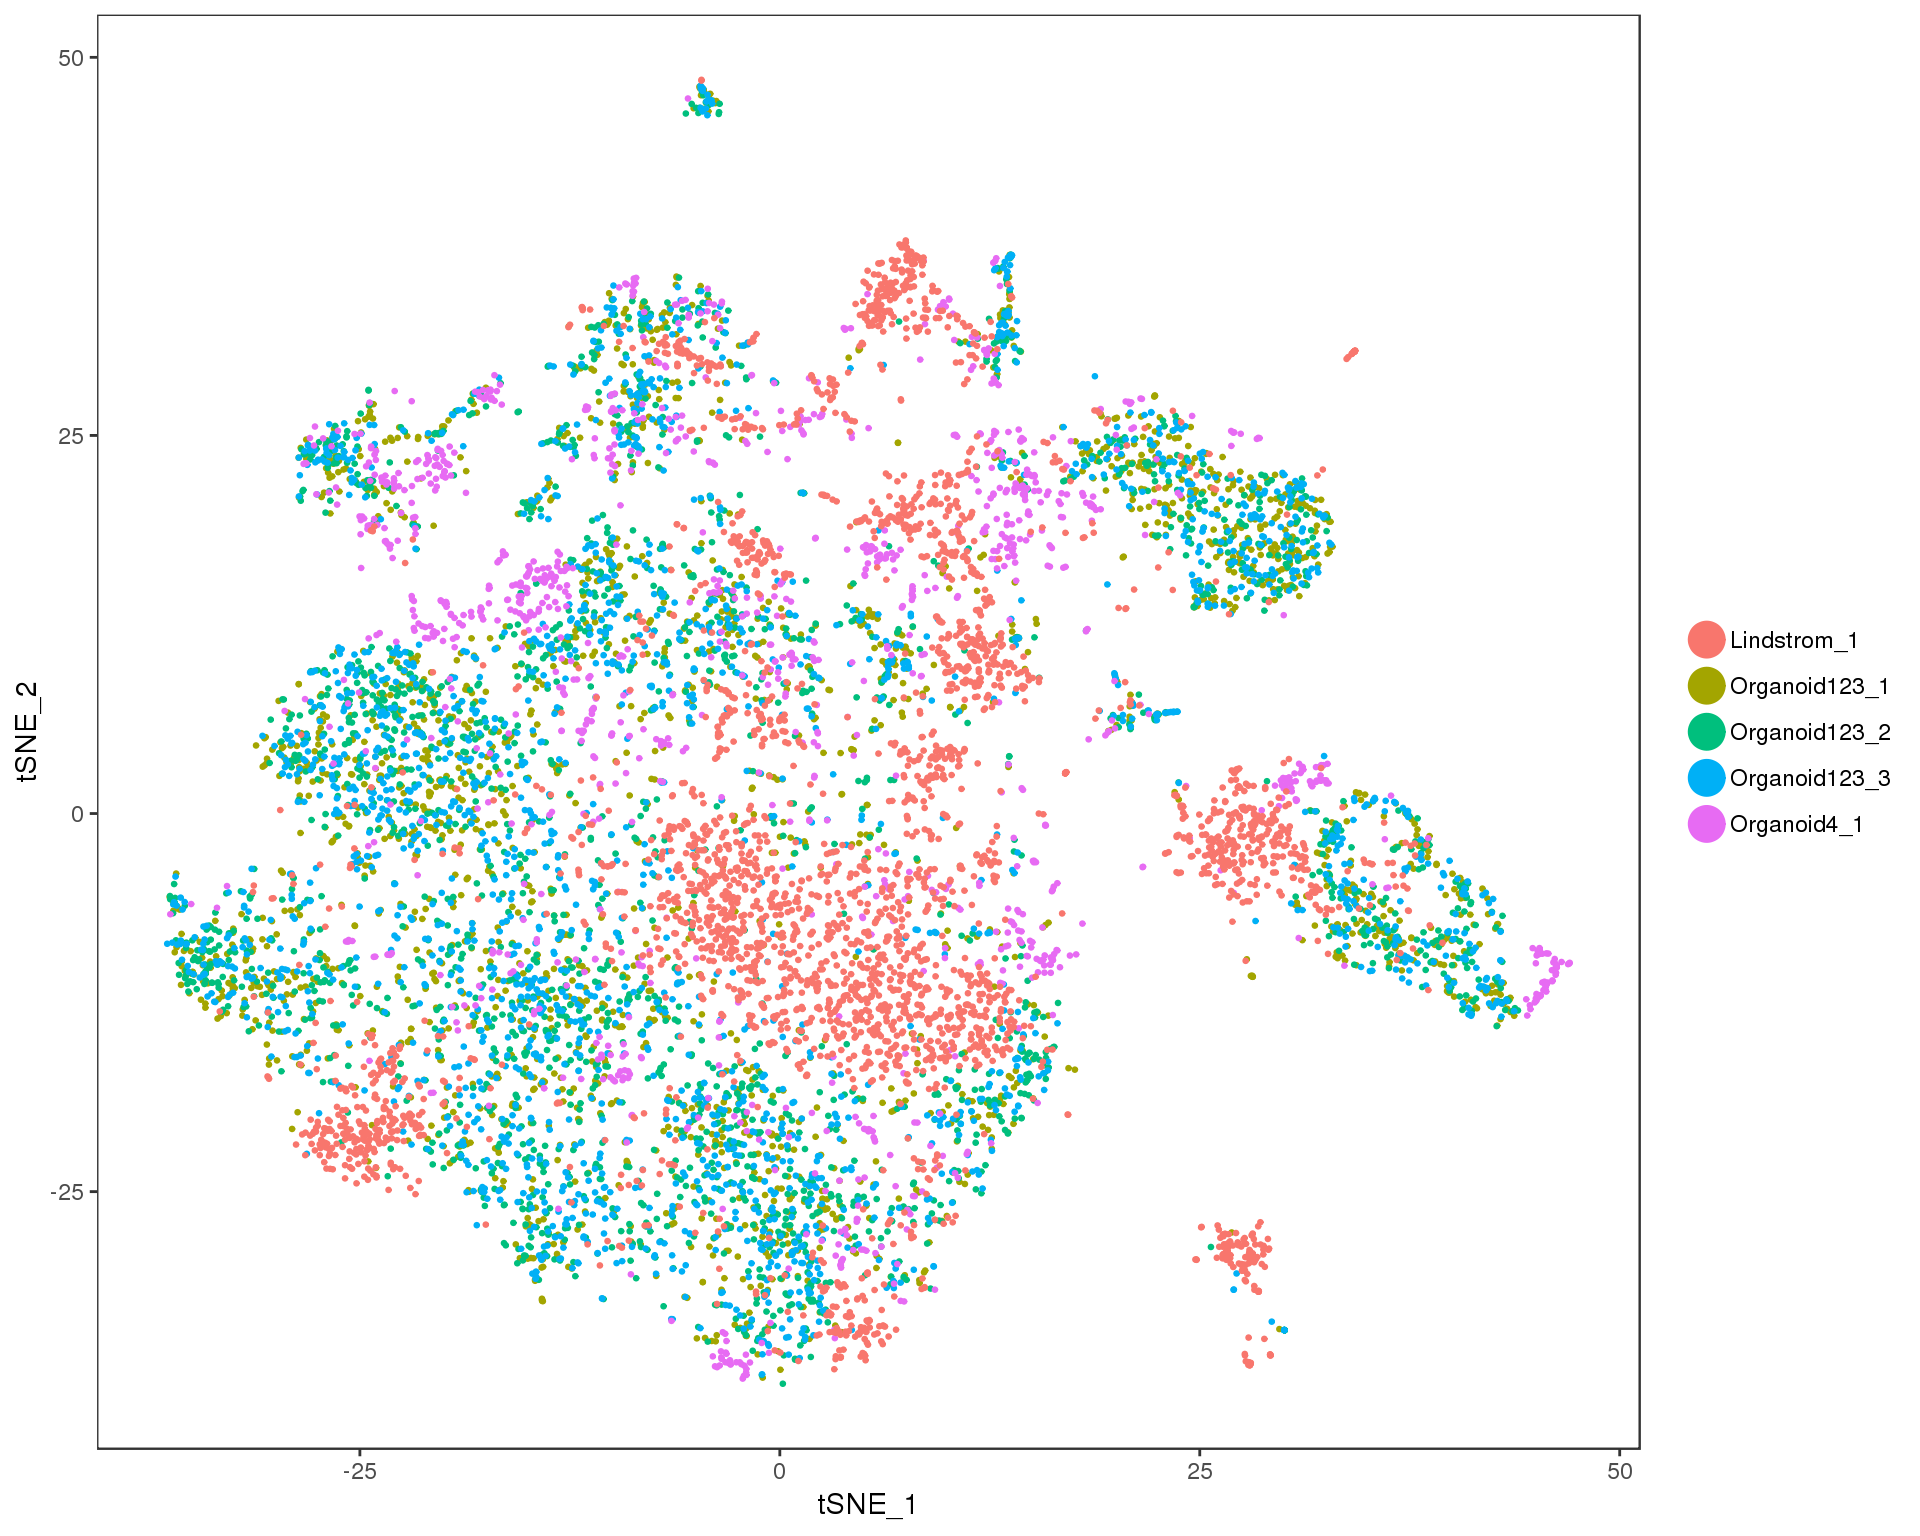 50
25
0
-25
tSNE_2
-25
0
25
50
tSNE_1
Lindstrom_1
Organoid123_1
Organoid123_2
Organoid123_3
Organoid4_1